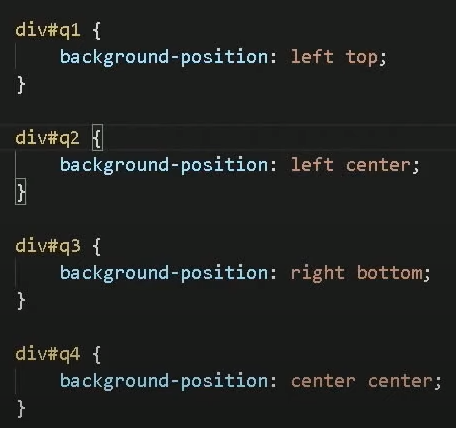 div#q1 {
    background-position: left top;
}
div#q2 {
    background-position: left center;
}
div#q3 {
    background-position: right bottom;
}
div#q4 {
    background-position: center center;
}